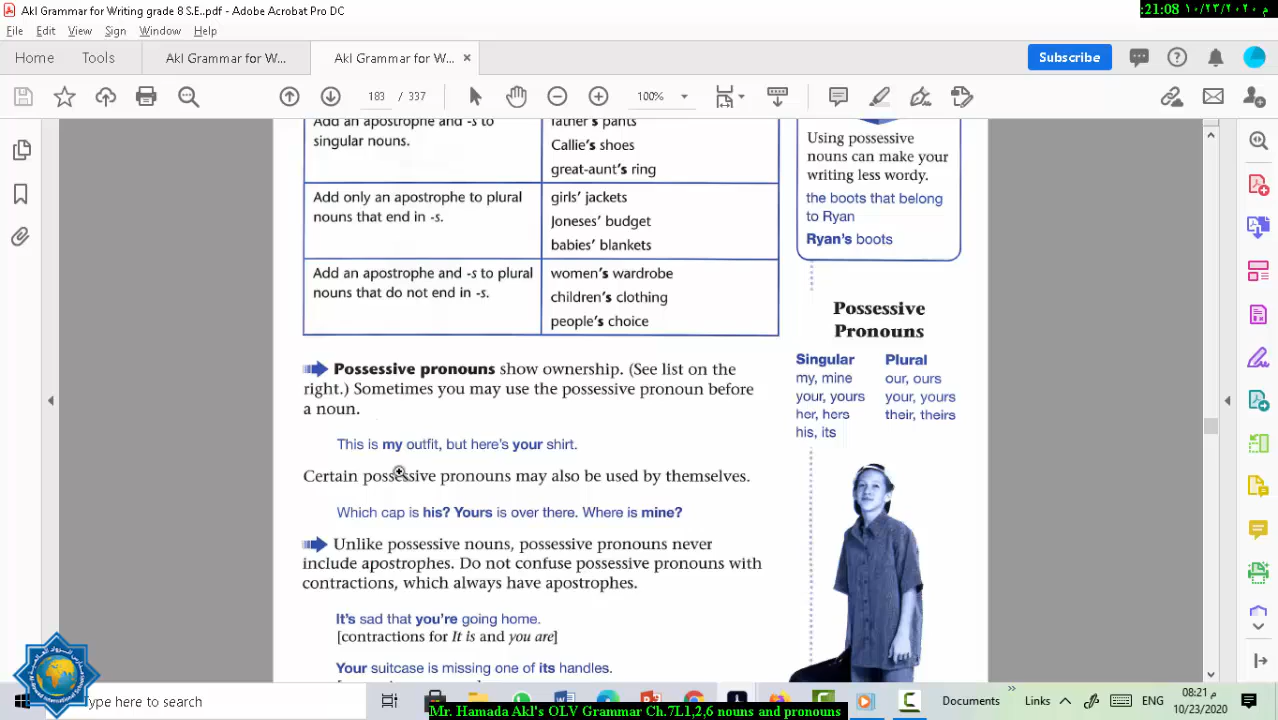 Akl Grammar for Writing grade 8 S.E..pdf - Adobe Acrobat Pro DC
م ١٠/٢٣/٢٠٢٠ :21:08
File Edit View Sign Window Help
Home Tools Akl Grammar for W... Akl Grammar for W... × Subscribe
183 / 337 100%
Add an apostrophe and -s to
singular nouns.
father's pants
Callie's shoes
great-aunt's ring
Add only an apostrophe to plural
nouns that end in -s.
girls' jackets
Joneses' budget
babies' blankets
Add an apostrophe and -s to plural
nouns that do not end in -s.
women's wardrobe
children's clothing
people's choice
Using possessive
nouns can make your
writing less wordy.
the boots that belong
to Ryan
Ryan's boots
Possessive pronouns show ownership. (See list on the
right.) Sometimes you may use the possessive pronoun before
a noun.
This is my outfit, but here's your shirt.
Certain possessive pronouns may also be used by themselves.
Which cap is his? Yours is over there. Where is mine?
Unlike possessive nouns, possessive pronouns never
include apostrophes. Do not confuse possessive pronouns with
contractions, which always have apostrophes.
It's sad that you're going home.
[contractions for It is and you are]
Your suitcase is missing one of its handles.
Possessive
Pronouns
Singular Plural
my, mine our, ours
your, yours your, yours
her, hers their, theirs
his, its
Type here to search
Documents Links ENG
م 08:21
10/23/2020
Mr. Hamada Akl's OLV Grammar Ch.7L1,2,6 nouns and pronouns